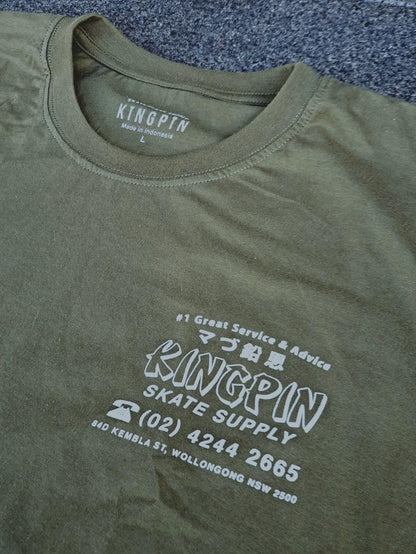 KINGPIN
Made in Indonesia
L
#1 Great Service & Advice
KINGPIN
SKATE SUPPLY
☎ (02) 4244 2665
84D KEMBLA ST, WOLLONGONG NSW 2500